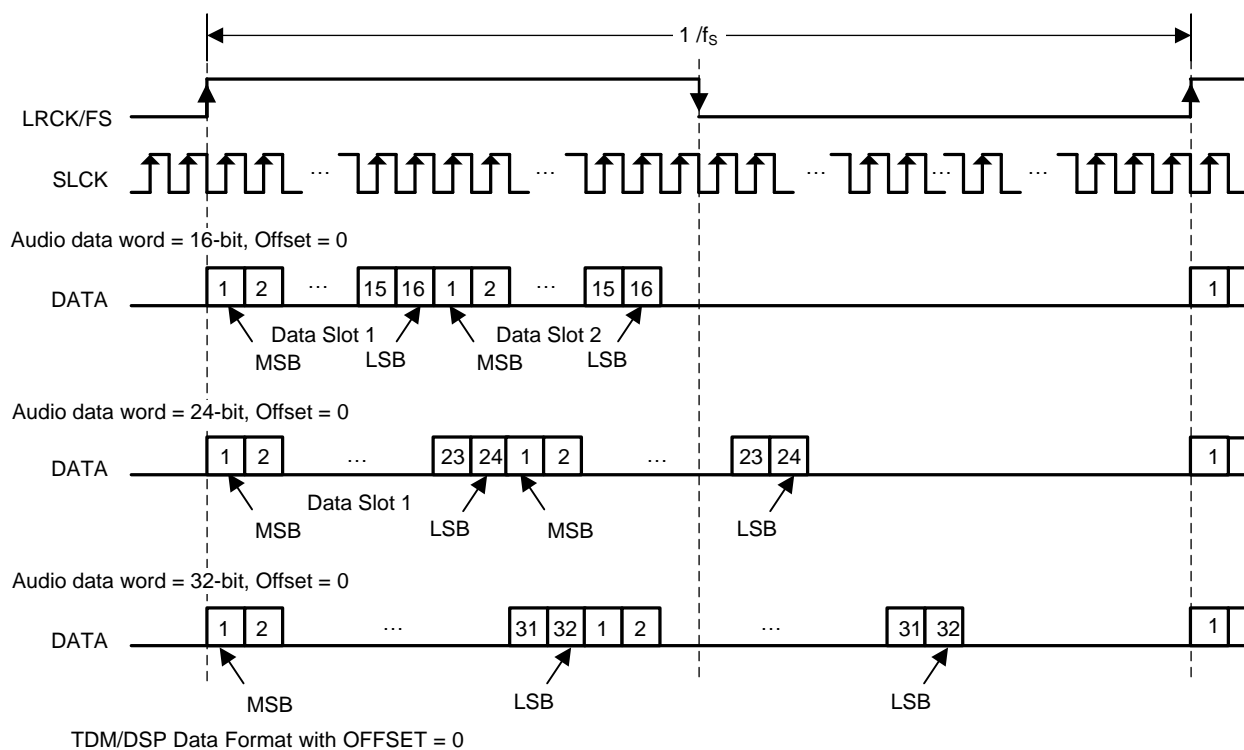 1 /fS
LRCK/FS
SLCK
... ... ... ... ...
Audio data word = 16-bit, Offset = 0
DATA 1 2 ... 15 16 1 2 ... 15 16 1
Data Slot 1 Data Slot 2
MSB LSB MSB LSB
Audio data word = 24-bit, Offset = 0
DATA 1 2 ... 23 24 1 2 ... 23 24 1
Data Slot 1
MSB LSB MSB LSB
Audio data word = 32-bit, Offset = 0
DATA 1 2 ... 31 32 1 2 ... 31 32 1
MSB LSB LSB
TDM/DSP Data Format with OFFSET = 0